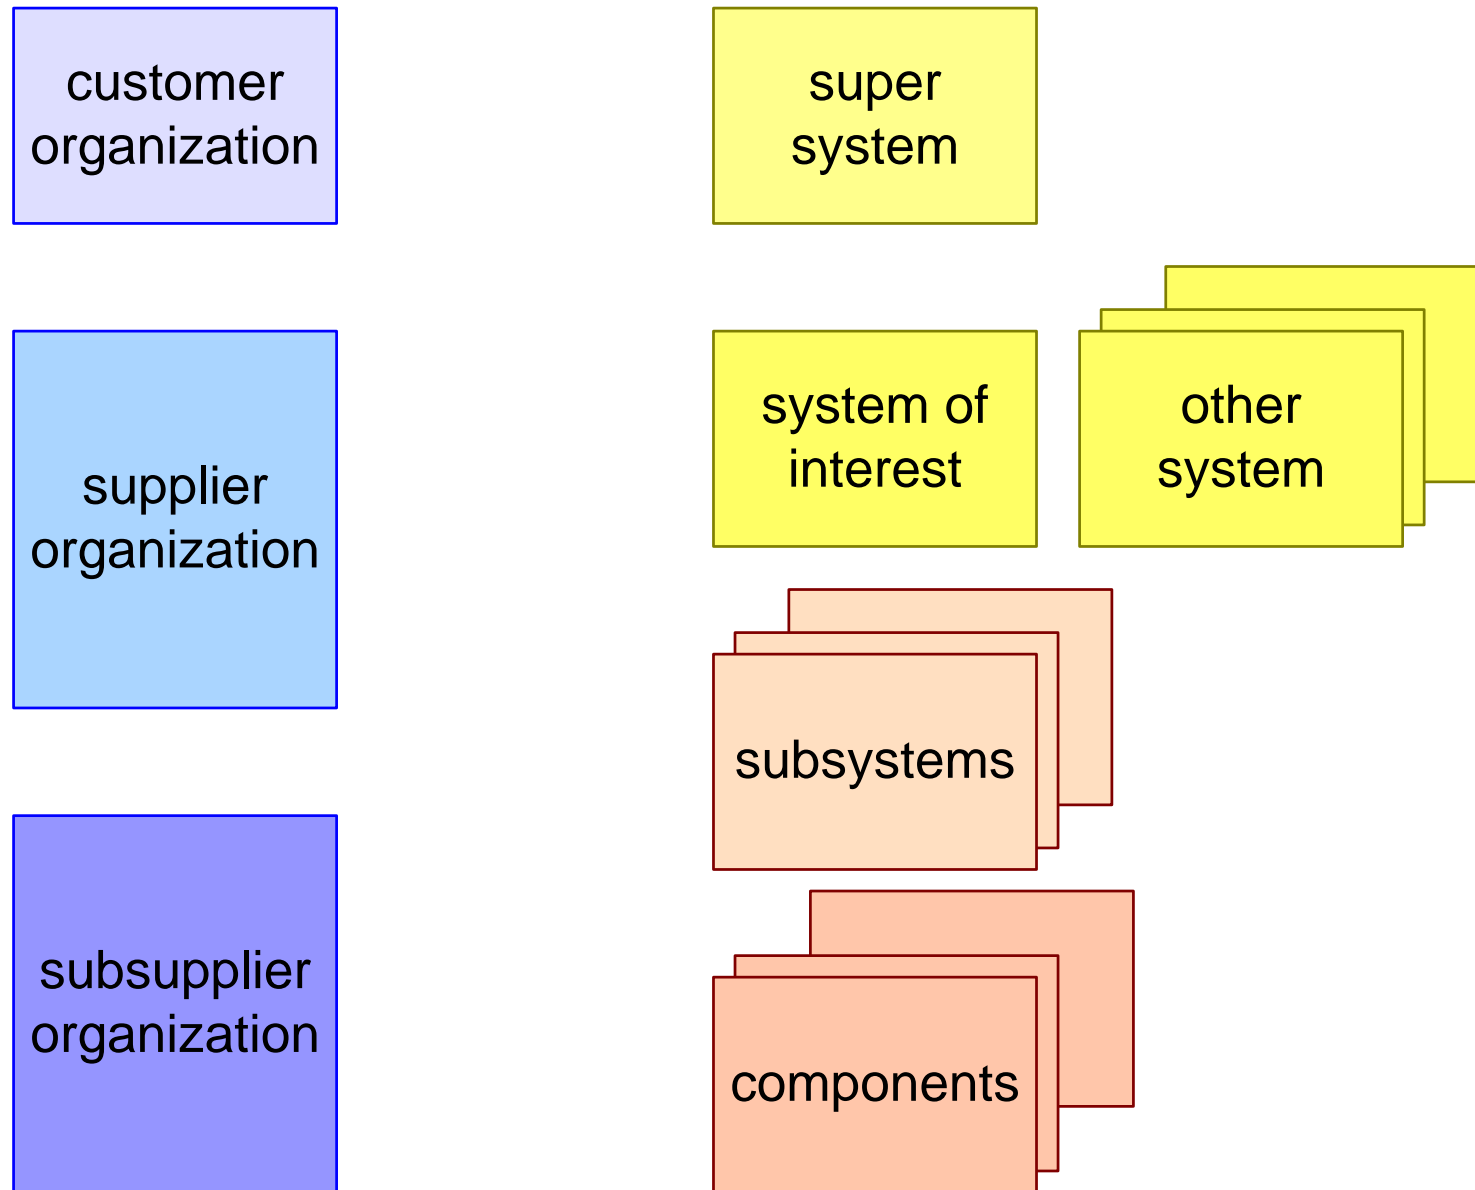 customer
organization
super
system
supplier
organization
system of
interest
other
system
subsystems
subsupplier
organization
components